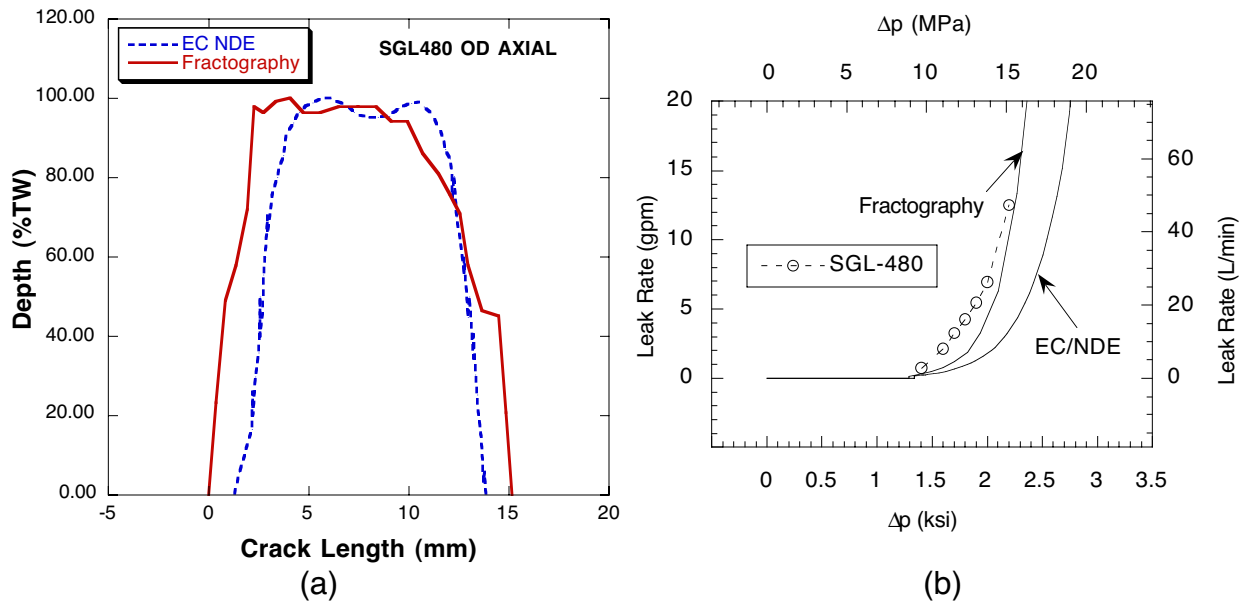 120.00
100.00
80.00
60.00
40.00
20.00
0.00
Depth (%TW)
EC NDE
Fractography
SGL480 OD AXIAL
-5
0
5
10
15
20
Crack Length (mm)
(a)
Δp (MPa)
0
5
10
15
20
20
15
10
5
0
Leak Rate (gpm)
Fractography
SGL-480
EC/NDE
60
40
20
0
Leak Rate (L/min)
0
0.5
1
1.5
2
2.5
3
3.5
Δp (ksi)
(b)